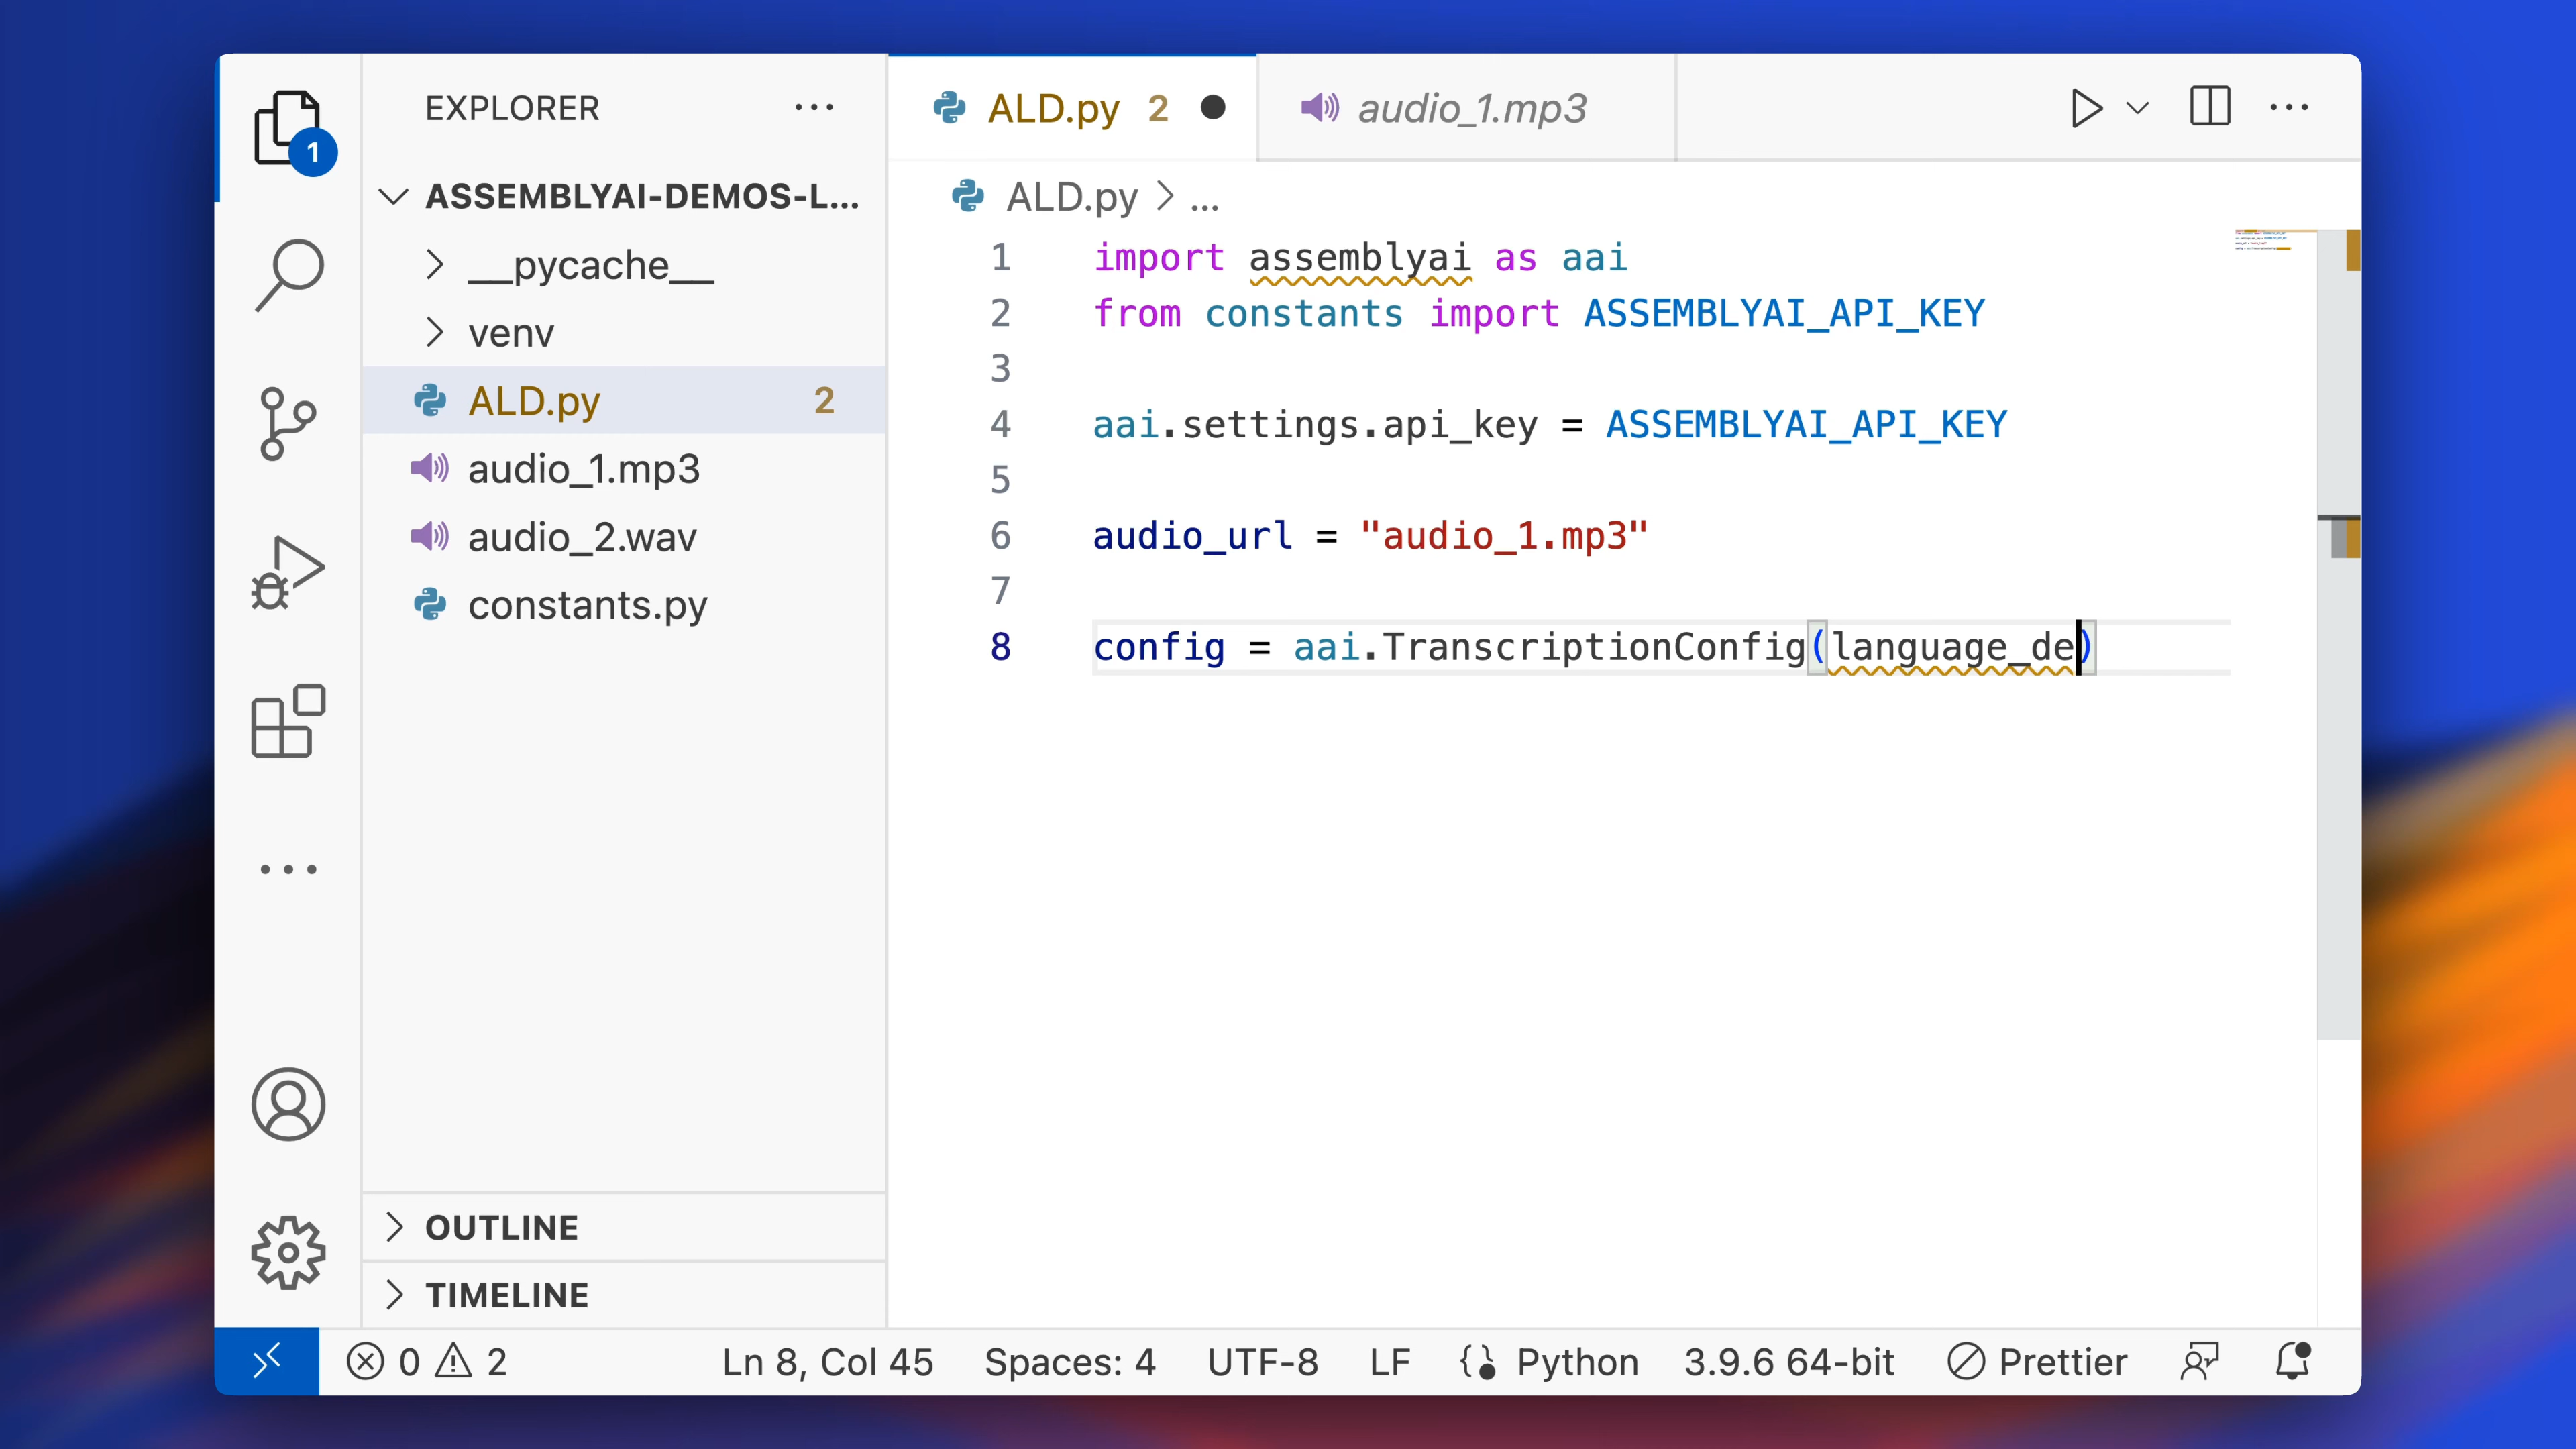 EXPLORER
1
ASSEMBLYAI-DEMOS-L...
__pycache__
venv
ALD.py 2
audio_1.mp3
audio_2.wav
constants.py
OUTLINE
TIMELINE
ALD.py 2
audio_1.mp3
ALD.py > ...
1 import assemblyai as aai
2 from constants import ASSEMBLYAI_API_KEY
3
4 aai.settings.api_key = ASSEMBLYAI_API_KEY
5
6 audio_url = "audio_1.mp3"
7
8 config = aai.TranscriptionConfig(language_de)
0 2 Ln 8, Col 45 Spaces: 4 UTF-8 LF Python 3.9.6 64-bit Prettier